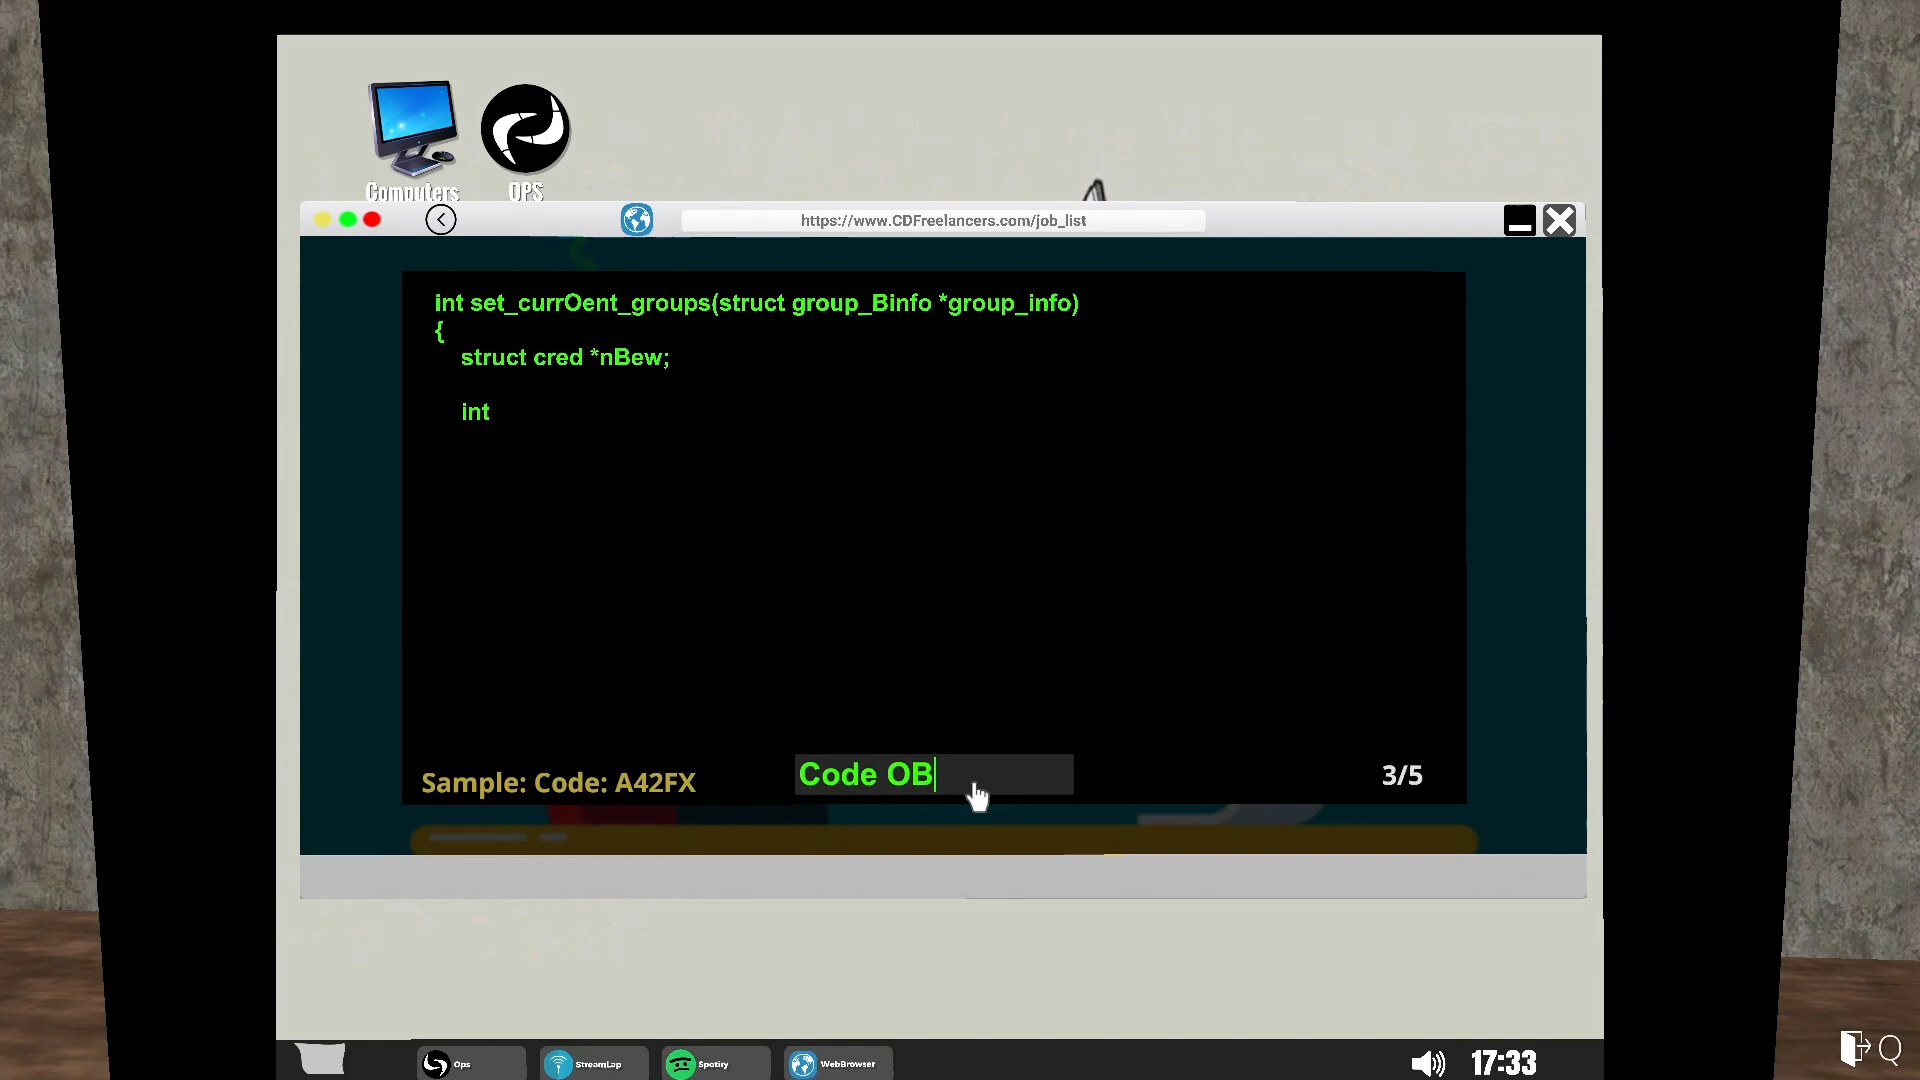 Computers
OPS
https://www.CDFreelancers.com/job_list
int set_currOent_groups(struct group_Binfo *group_info)
{
struct cred *nBew;
int
Sample: Code: A42FX
Code OB
3/5
Ops
StreamLap
Spotiry
WebBrowser
17:33
Q